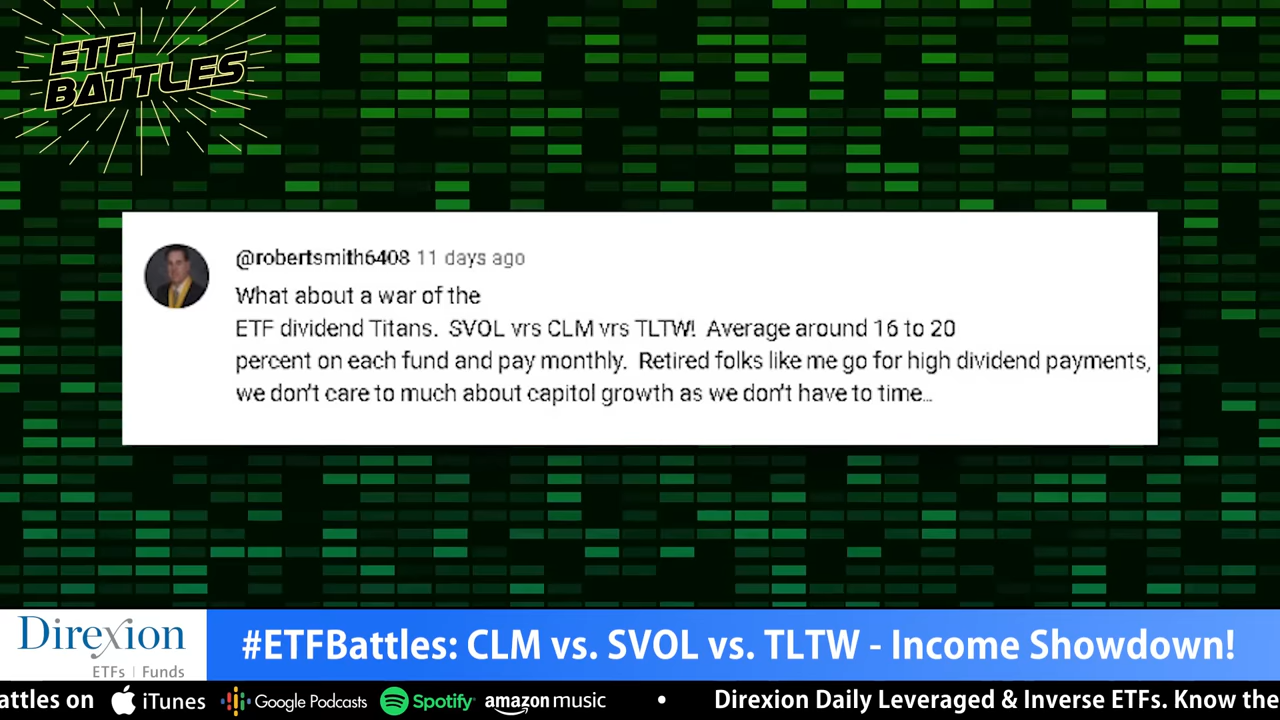 ETF
BATTLES
@robertsmith6408 11 days ago
What about a war of the
ETF dividend Titans. SVOL vrs CLM vrs TLTW! Average around 16 to 20
percent on each fund and pay monthly. Retired folks like me go for high dividend payments,
we don't care to much about capitol growth as we don't have to time...
Direxion
ETFs | Funds
#ETFBattles: CLM vs. SVOL vs. TLTW - Income Showdown!
attles on iTunes Google Podcasts Spotify amazon music • Direxion Daily Leveraged & Inverse ETFs. Know the